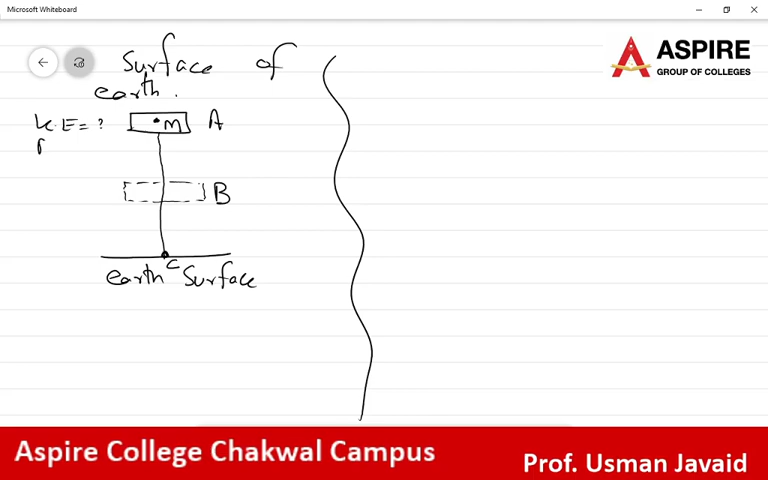 Microsoft Whiteboard
ASPIRE
GROUP OF COLLEGES
Surface of
earth.
K.E = ?
m A
B
C
earth Surface
Aspire College Chakwal Campus
Prof. Usman Javaid